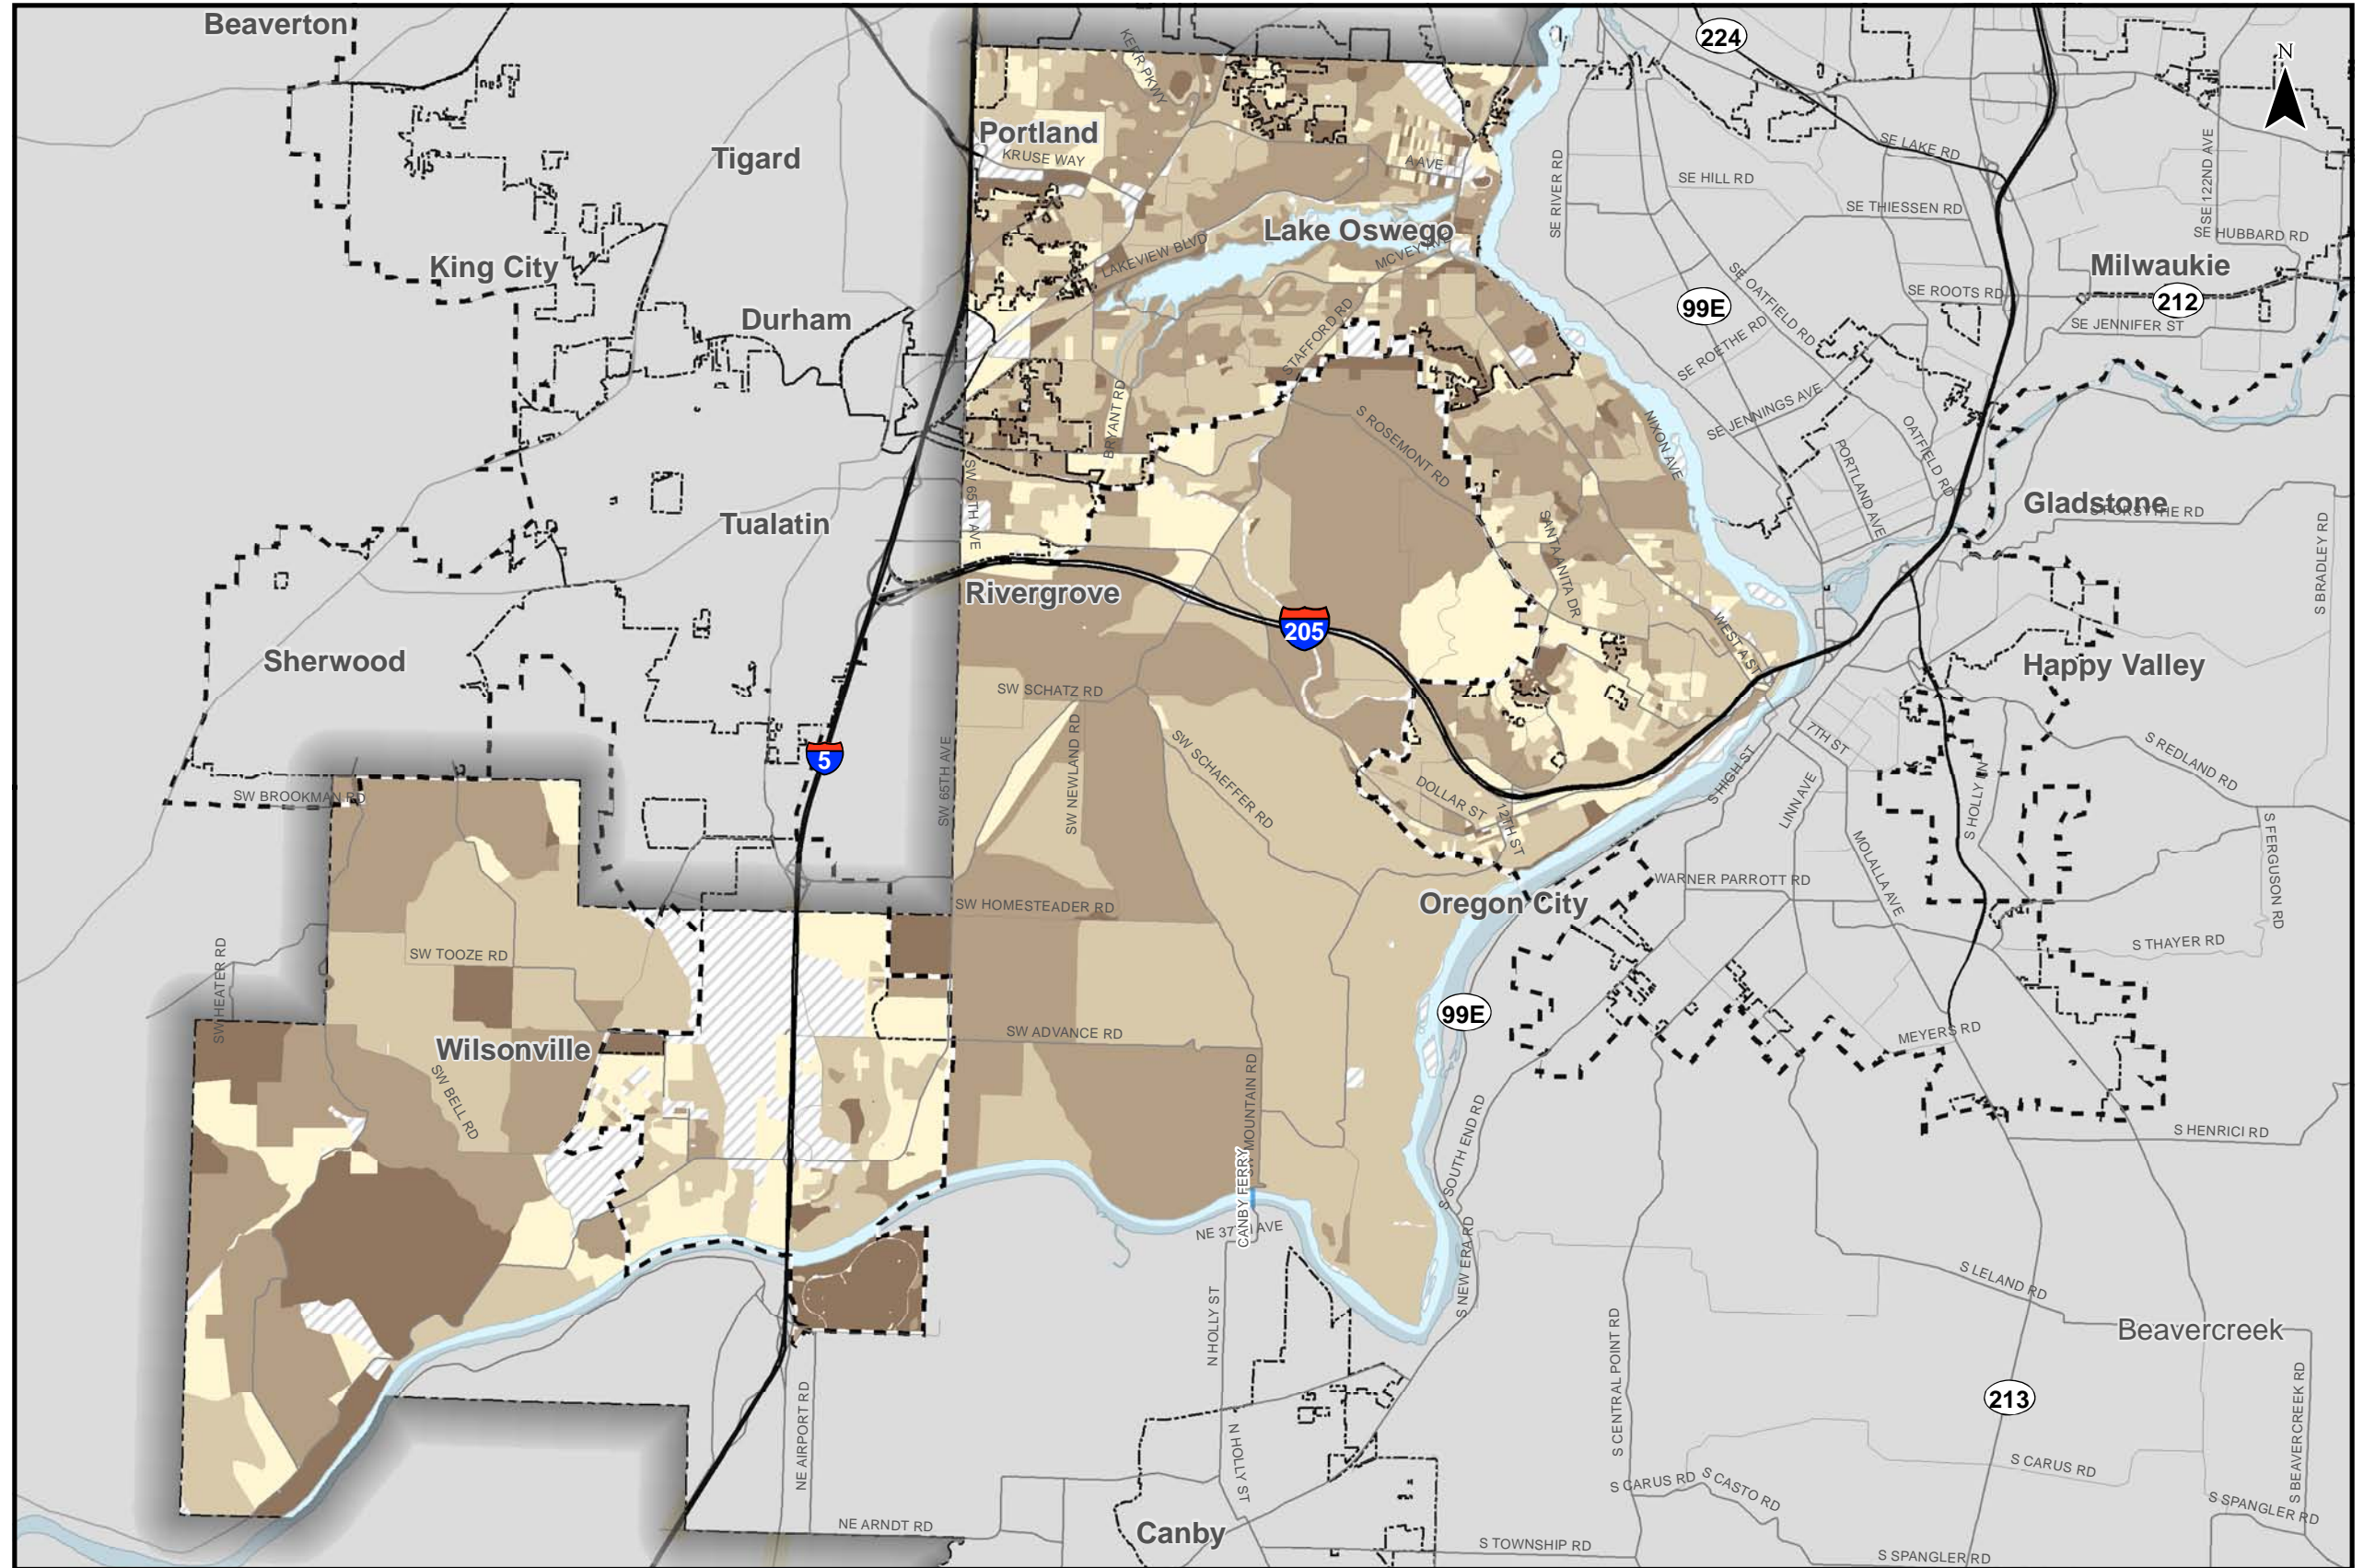 Beaverton
224
N
KERR PKWY
Portland
KRUSE WAY
Tigard
A AVE
SE LAKE RD
SE RIVER RD
SE HILL RD
SE 122ND AVE
SE THIESSEN RD
Lake Oswego
SE HUBBARD RD
LAKEVIEW BLVD
MCVEY AVE
King City
Milwaukie
SE OATFIELD RD
SE ROOTS RD
212
99E
Durham
STAFFORD RD
SE ROETHE RD
SE JENNIFER ST
BRYANT RD
SE JENNINGS AVE
S ROSEMONT RD
NIXON AVE
OATFIELD RD
PORTLAND AVE
SW 65TH AVE
Tualatin
Gladstone
S FORSYTHE RD
SANTA ANITA DR
S BRADLEY RD
Rivergrove
205
WEST A ST
Sherwood
Happy Valley
SW SCHATZ RD
SW NEWLAND RD
SW SCHAEFFER RD
5
7TH ST
S REDLAND RD
S HIGH ST
SW BROOKMAN RD
SW 65TH AVE
DOLLAR ST
12TH ST
LINN AVE
S HOLLY LN
MOLALLA AVE
S FERGUSON RD
WARNER PARROTT RD
SW HOMESTEADER RD
Oregon City
SW TOOZE RD
S THAYER RD
SW HEATER RD
99E
SW ADVANCE RD
MEYERS RD
Wilsonville
SW BELL RD
MOUNTAIN RD
CANBY FERRY
S SOUTH END RD
S HENRICI RD
NE 37TH AVE
S NEW ERA RD
S LELAND RD
N HOLLY ST
S CENTRAL POINT RD
Beavercreek
S BEAVERCREEK RD
NE AIRPORT RD
213
N HOLLY ST
S CARUS RD
S CARUS RD
S CASTO RD
S SPANGLER RD
NE ARNDT RD
Canby
S TOWNSHIP RD
S SPANGLER RD